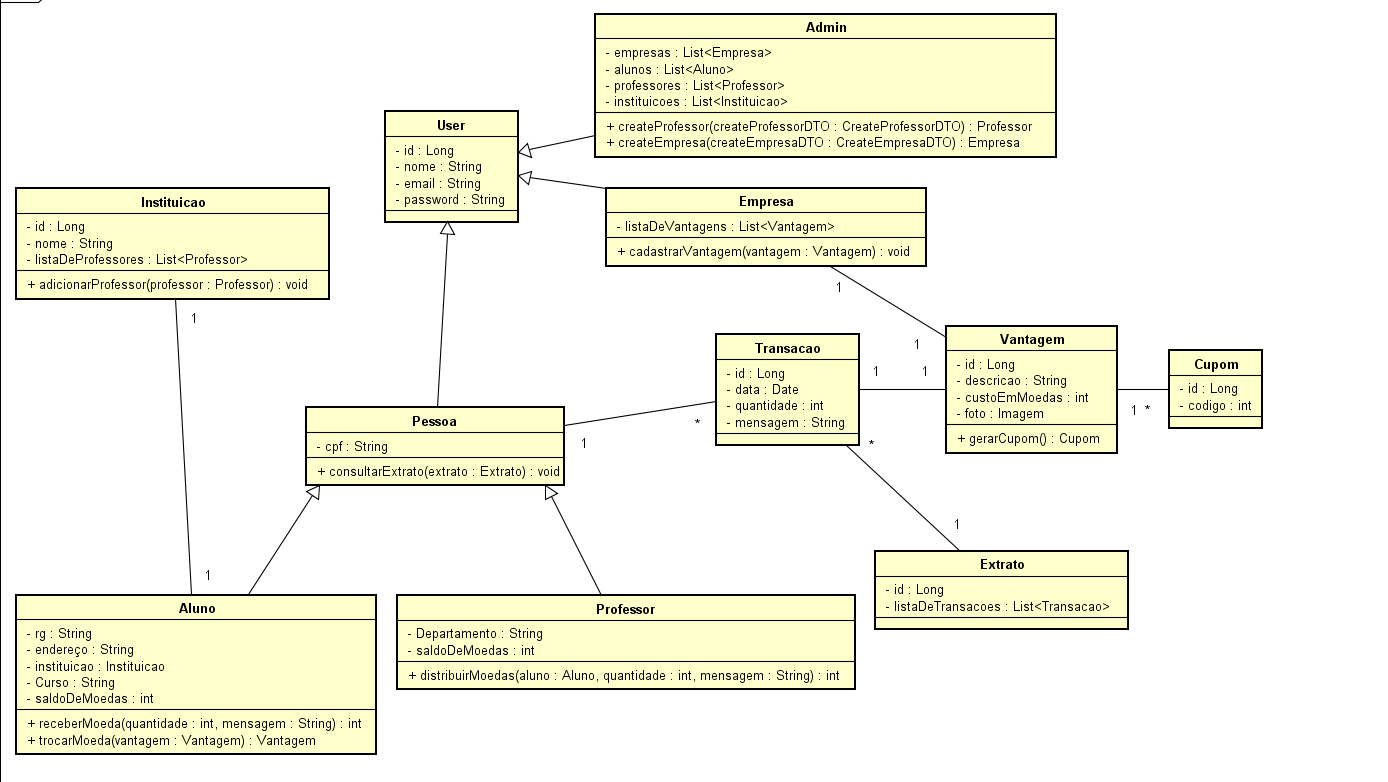 Admin
- empresas : List<Empresa>
- alunos : List<Aluno>
- professores : List<Professor>
- instituicoes : List<Instituicao>
+ createProfessor(createProfessorDTO : CreateProfessorDTO) : Professor
+ createEmpresa(createEmpresaDTO : CreateEmpresaDTO) : Empresa
User
- id : Long
- nome : String
- email : String
- password : String
Instituicao
- id : Long
- nome : String
- listaDeProfessores : List<Professor>
+ adicionarProfessor(professor : Professor) : void
Empresa
- listaDeVantagens : List<Vantagem>
+ cadastrarVantagem(vantagem : Vantagem) : void
1
1
1
Transacao
- id : Long
- data : Date
- quantidade : int
- mensagem : String
1
1
Vantagem
- id : Long
- descricao : String
- custoEmMoedas : int
- foto : Imagem
+ gerarCupom() : Cupom
1 *
Cupom
- id : Long
- codigo : int
Pessoa
- cpf : String
+ consultarExtrato(extrato : Extrato) : void
1
*
*
1
Extrato
- id : Long
- listaDeTransacoes : List<Transacao>
1
Aluno
- rg : String
- endereço : String
- instituicao : Instituicao
- Curso : String
- saldoDeMoedas : int
+ receberMoeda(quantidade : int, mensagem : String) : int
+ trocarMoeda(vantagem : Vantagem) : Vantagem
Professor
- Departamento : String
- saldoDeMoedas : int
+ distribuirMoedas(aluno : Aluno, quantidade : int, mensagem : String) : int